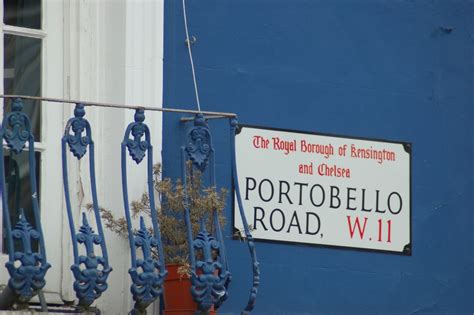 The Royal Borough of Kensington
and Chelsea
PORTOBELLO
ROAD, W.11